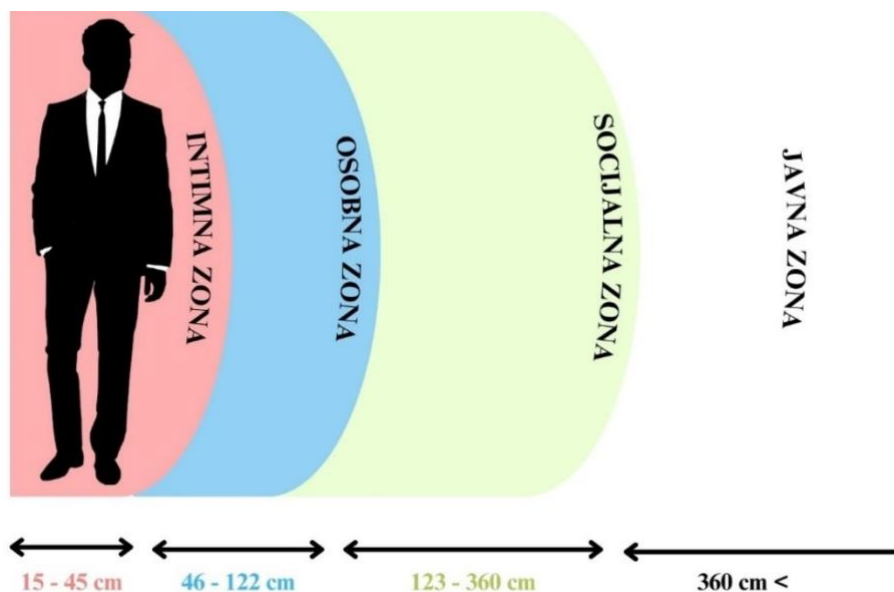 INTIMNA ZONA
OSOBNA ZONA
SOCIJALNA ZONA
JAVNA ZONA
15 - 45 cm
46 - 122 cm
123 - 360 cm
360 cm <